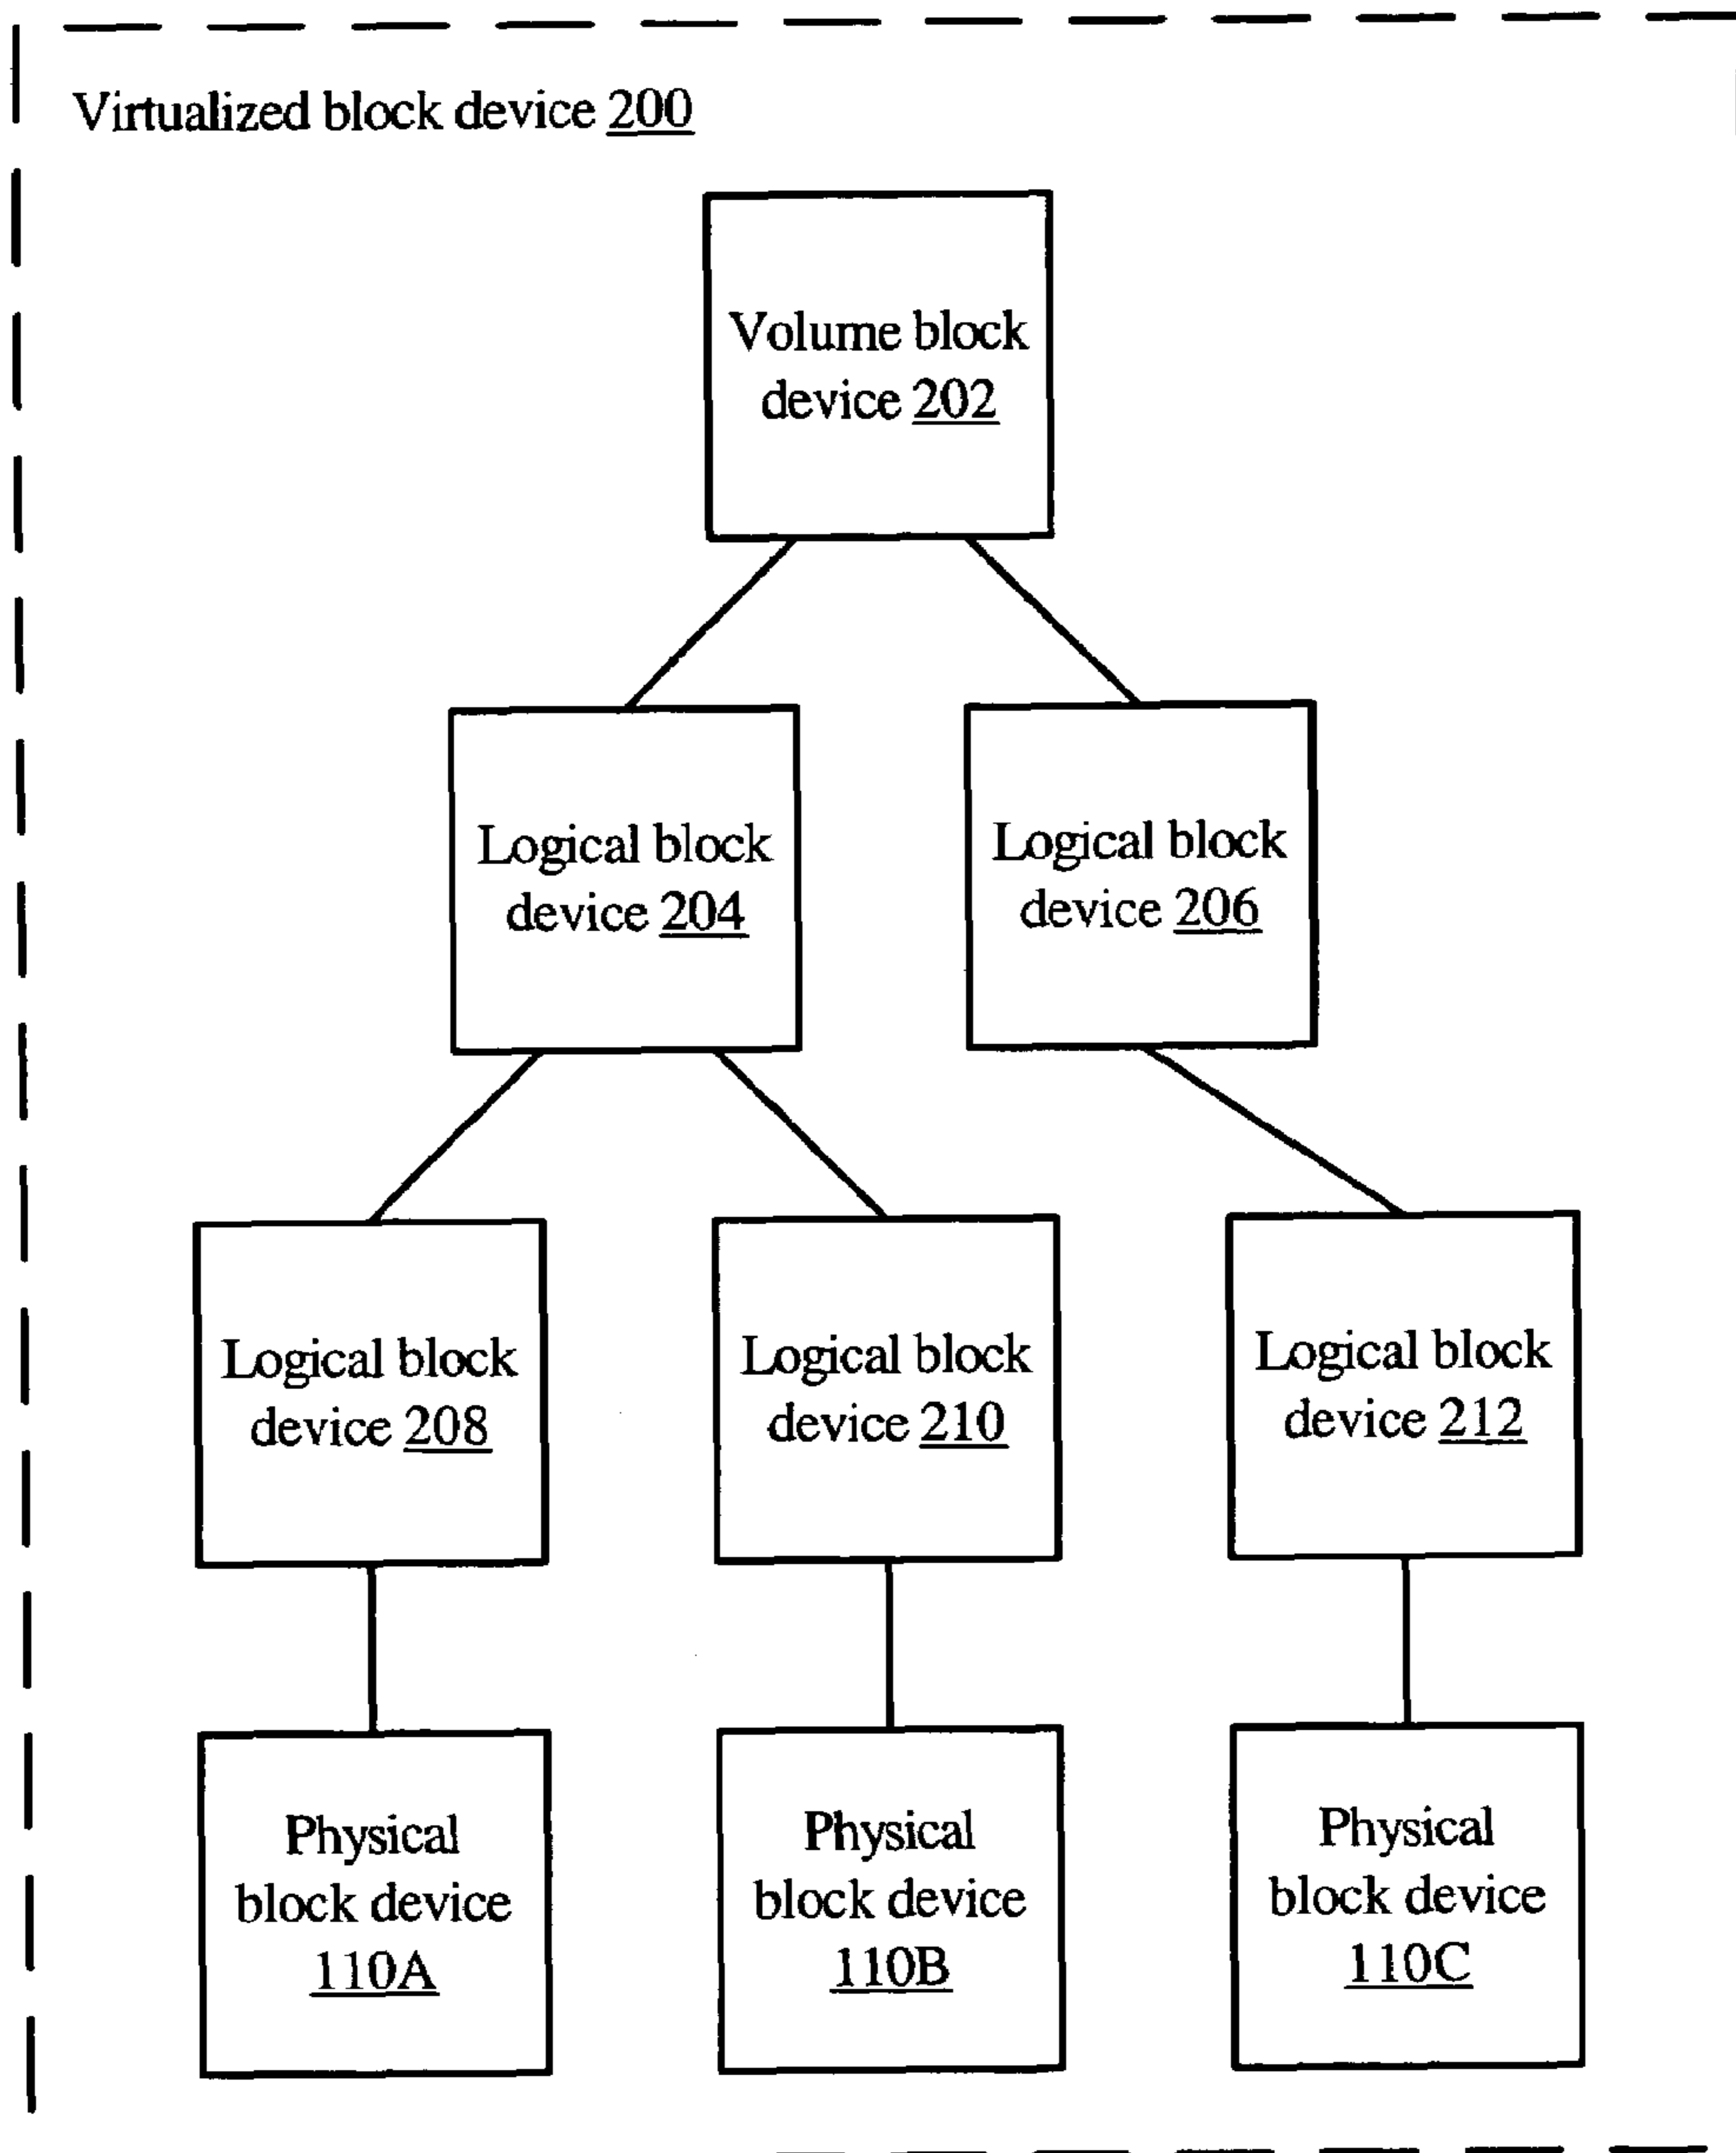 Virtualized block device 200
Volume block
device 202
Logical block
device 204
Logical block
device 206
Logical block
device 208
Logical block
device 210
Logical block
device 212
Physical
block device
110A
Physical
block device
110B
Physical
block device
110C